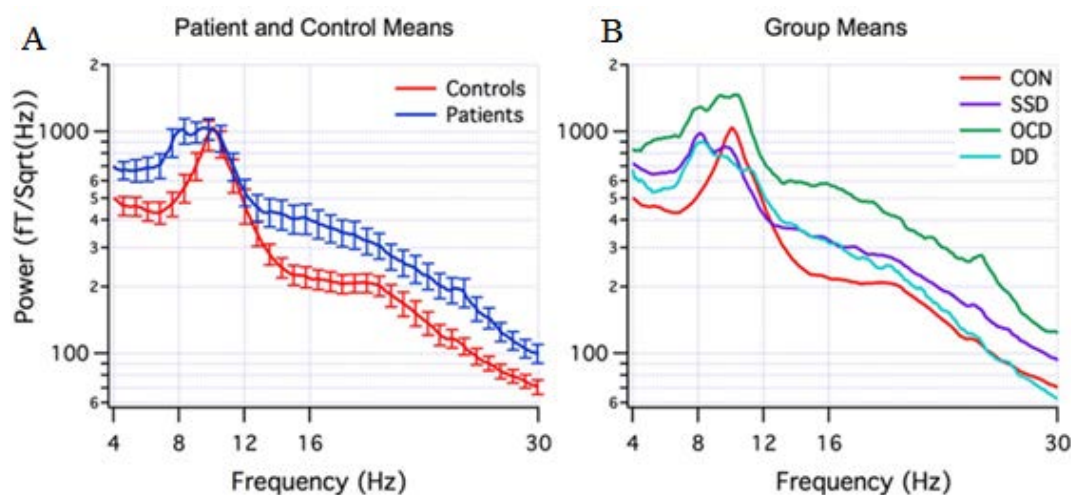 A
Patient and Control Means
Power (fT/Sqrt(Hz))
2
1000
6
5
4
3
2
100
6
Controls
Patients
4 8 12 16 30
Frequency (Hz)
B
Group Means
2
1000
6
5
4
3
2
100
6
CON
SSD
OCD
DD
4 8 12 16 30
Frequency (Hz)